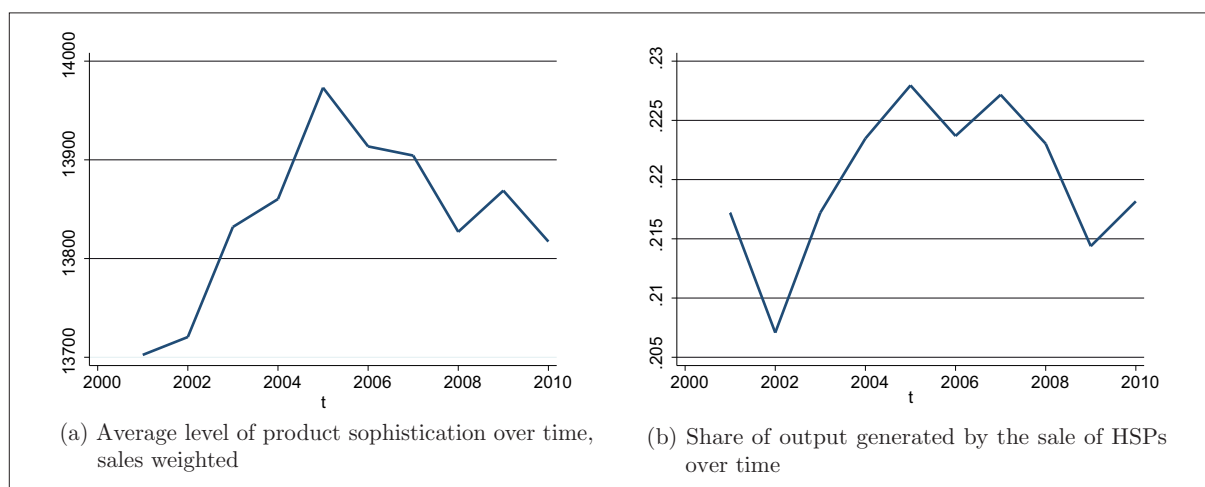 14000
13900
13800
13700
2000 2002 2004 2006 2008 2010
t
(a) Average level of product sophistication over time,
sales weighted
.23
.225
.22
.215
.21
.205
2000 2002 2004 2006 2008 2010
t
(b) Share of output generated by the sale of HSPs
over time